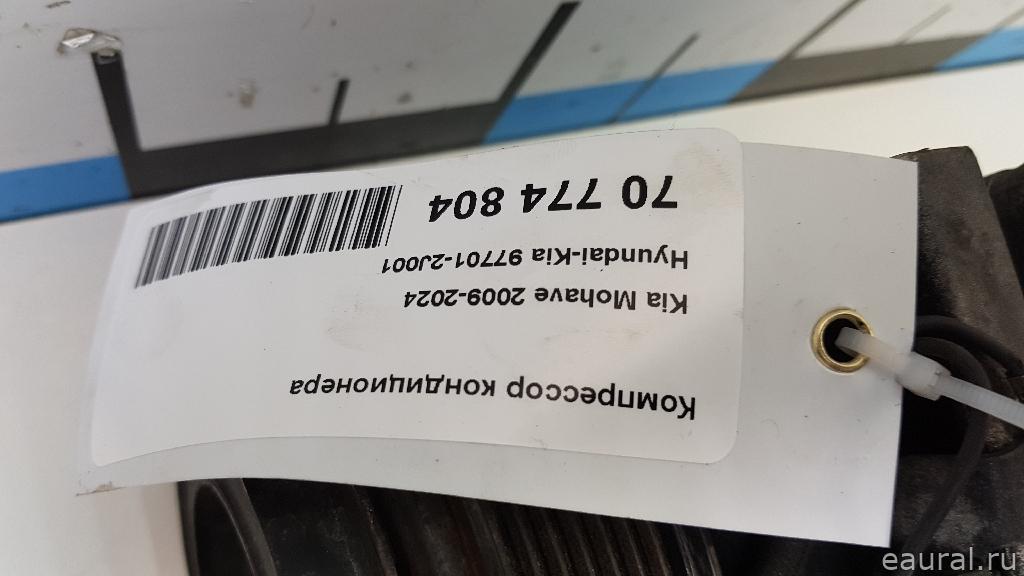 Компрессор кондиционера
Kia Mohave 2009-2024
Hyundai-Kia 97701-2J001
70 774 804
eaural.ru